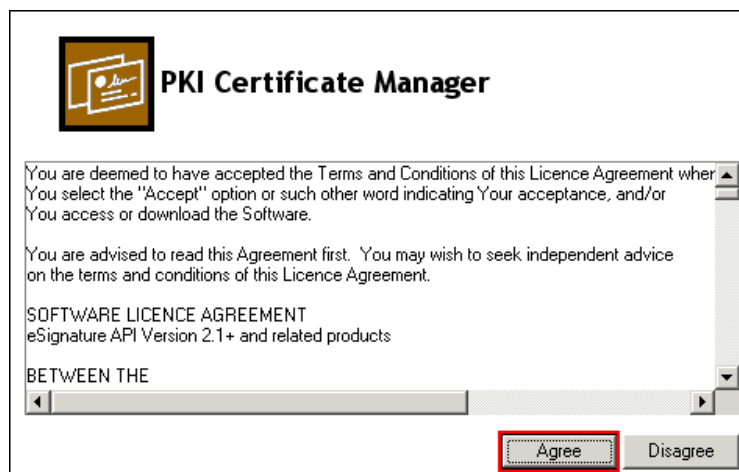 PKI Certificate Manager
You are deemed to have accepted the Terms and Conditions of this Licence Agreement wher
You select the "Accept" option or such other word indicating Your acceptance, and/or
You access or download the Software.
You are advised to read this Agreement first.  You may wish to seek independent advice
on the terms and conditions of this Licence Agreement.
SOFTWARE LICENCE AGREEMENT
eSignature API Version 2.1+ and related products
BETWEEN THE
Agree Disagree